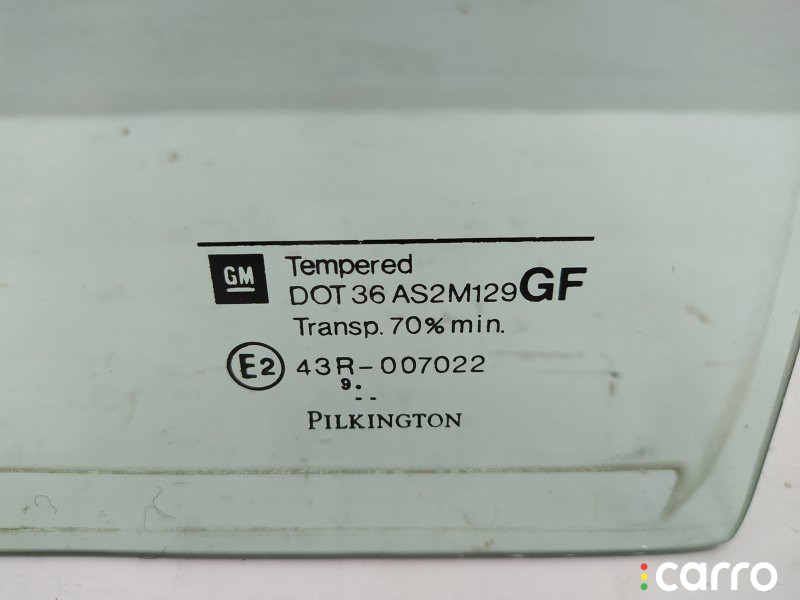 GM Tempered
DOT 36 AS2M129 GF
Transp. 70% min.
E2 43R-007022
9.
--
PILKINGTON
carro